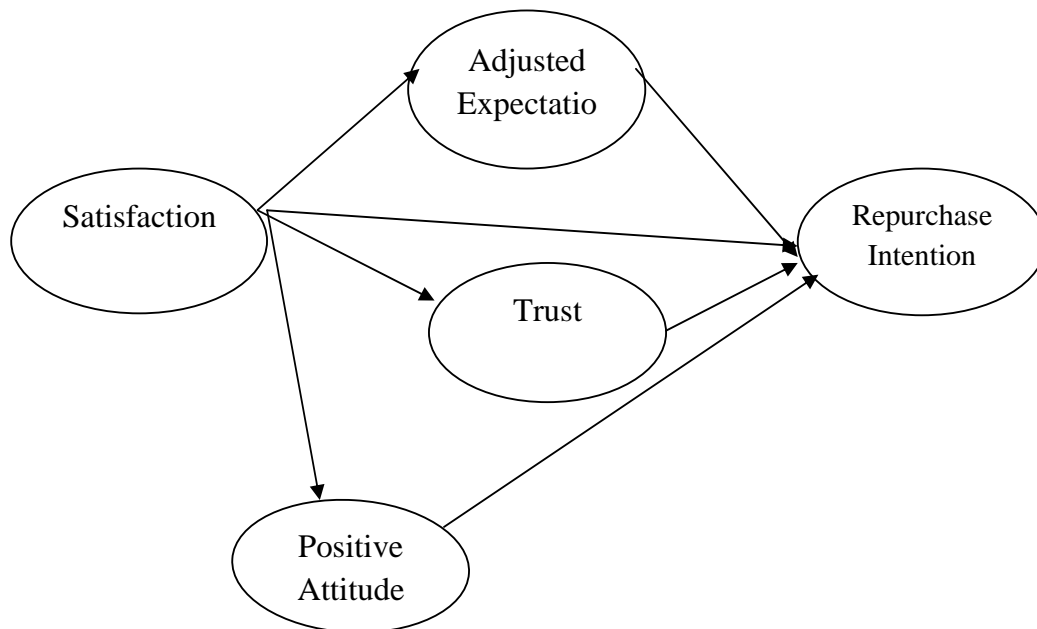 Adjusted
Expectatio
Satisfaction
Repurchase
Intention
Trust
Positive
Attitude